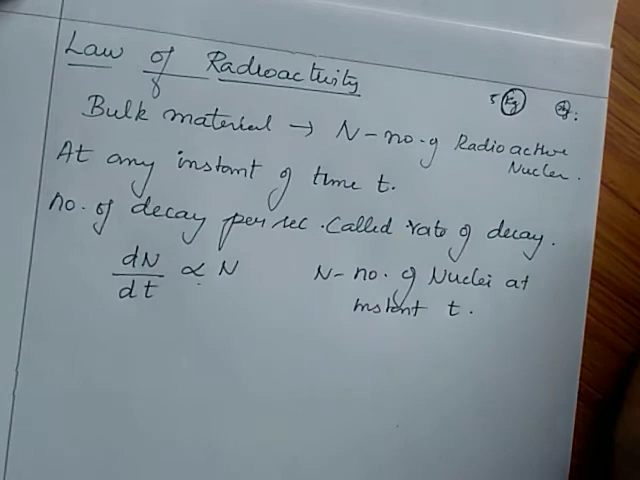 Law of Radioactivity
5 Kg
Bulk material → N - no. of Radioactive
Nuclei.
At any instant of time t.
no. of decay per sec. Called rate of decay.
dN/dt ∝ N
N - no. of Nuclei at
instant t.